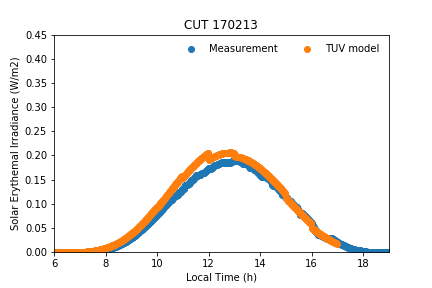 CUT 170213
Measurement
TUV model
Solar Erythemal Irradiance (W/m2)
0.45
0.40
0.35
0.30
0.25
0.20
0.15
0.10
0.05
0.00
6 8 10 12 14 16 18
Local Time (h)